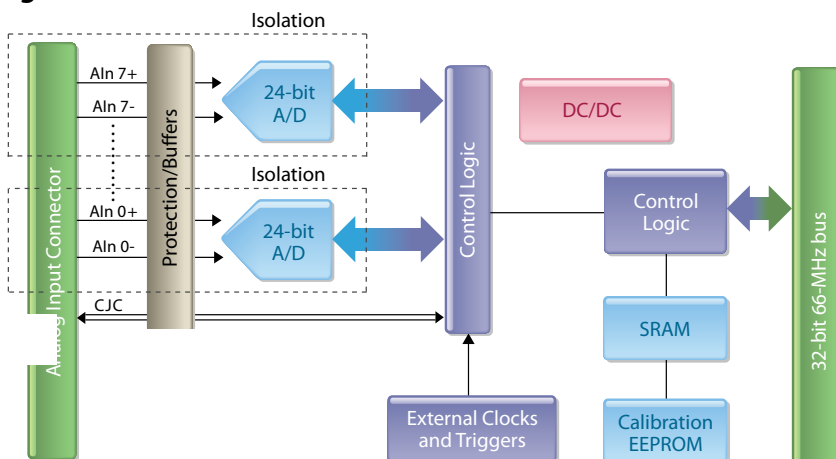 Isolation
AIn 7+
AIn 7-
24-bit
A/D
Isolation
AIn 0+
AIn 0-
24-bit
A/D
CJC
Analog Input Connector
Protection/Buffers
Control Logic
DC/DC
Control
Logic
SRAM
Calibration
EEPROM
External Clocks
and Triggers
32-bit 66-MHz bus